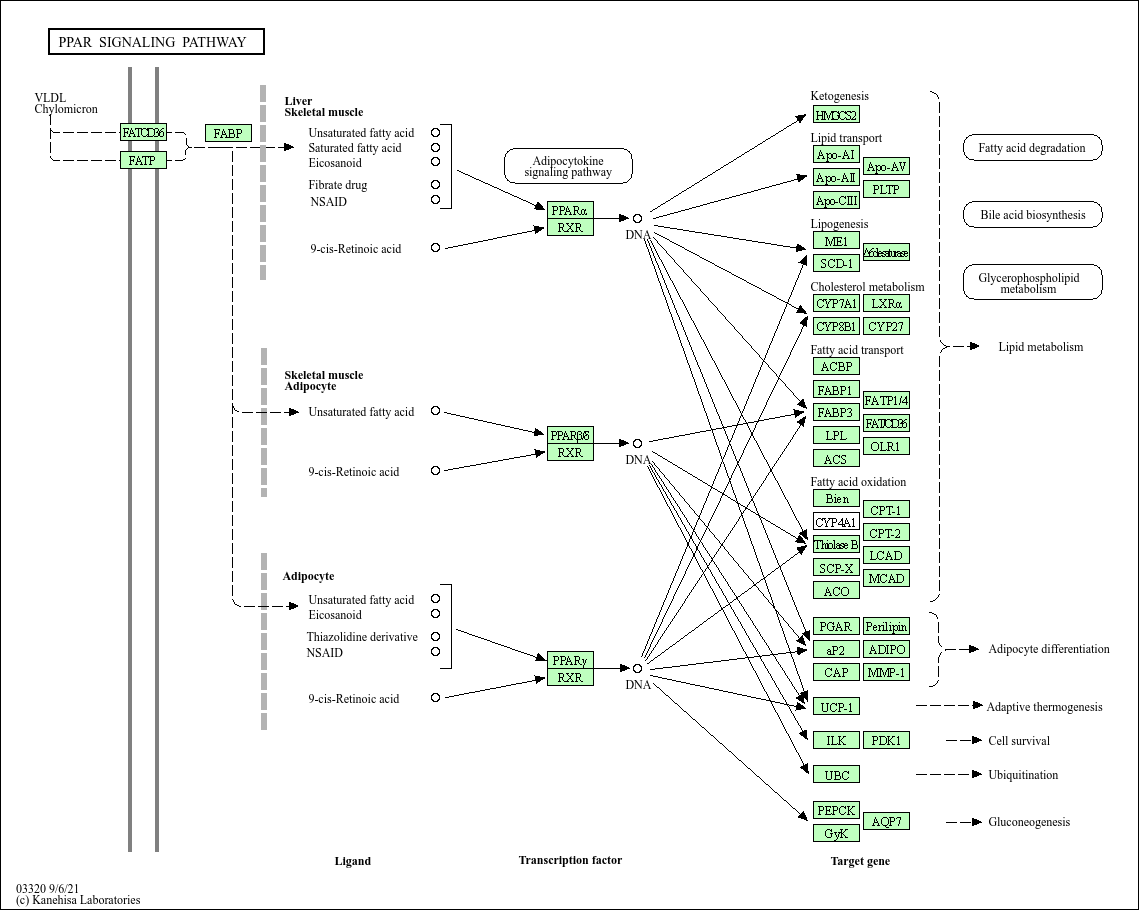 PPAR SIGNALING PATHWAY
VLDL
Chylomicron
FAT/CD36
FATP
FABP
Liver
Skeletal muscle
Unsaturated fatty acid
Saturated fatty acid
Eicosanoid
Fibrate drug
NSAID
9-cis-Retinoic acid
Adipocytokine
signaling pathway
PPARα
RXR
DNA
Skeletal muscle
Adipocyte
Unsaturated fatty acid
9-cis-Retinoic acid
PPARβ/δ
RXR
DNA
Adipocyte
Unsaturated fatty acid
Eicosanoid
Thiazolidine derivative
NSAID
9-cis-Retinoic acid
PPARγ
RXR
DNA
Ketogenesis
HMGCS2
Lipid transport
Apo-AI
Apo-AII
Apo-CIII
Apo-AV
PLTP
Lipogenesis
ME1
SCD-1
Δ6desaturase
Cholesterol metabolism
CYP7A1 LXRα
CYP8B1 CYP27
Fatty acid transport
ACBP
FABP1
FABP3
LPL
ACS
FATP1/4
FAT/CD36
OLR1
Fatty acid oxidation
Bien
CYP4A1
Thiolase B
SCP-X
ACO
CPT-1
CPT-2
LCAD
MCAD
PGAR Perilipin
aP2 ADIPO
CAP MMP-1
UCP-1
ILK PDK1
UBC
PEPCK
GyK
AQP7
Fatty acid degradation
Bile acid biosynthesis
Glycerophospholipid
metabolism
Lipid metabolism
Adipocyte differentiation
Adaptive thermogenesis
Cell survival
Ubiquitination
Gluconeogenesis
Ligand
Transcription factor
Target gene
03320 9/6/21
(c) Kanehisa Laboratories